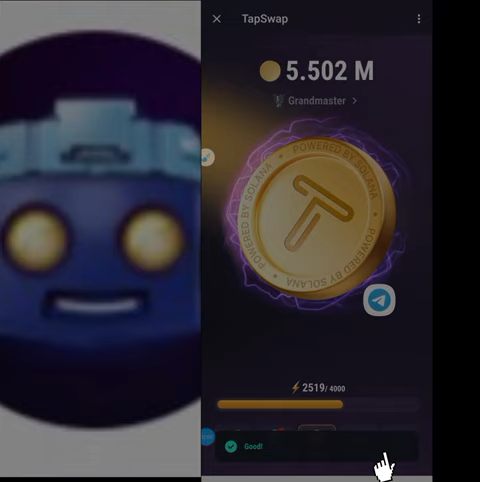 TapSwap
5.502 M
Grandmaster
POWERED BY SOLANA
POWERED BY SOLANA
POWERED BY SOLANA
2519/ 4000
Good!